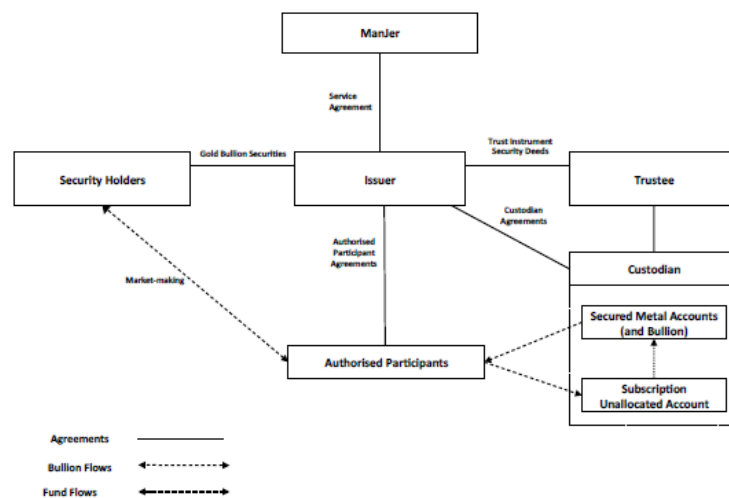 ManJer
Service
Agreement
Gold Bullion Securities
Trust Instrument
Security Deeds
Security Holders
Issuer
Trustee
Custodian
Agreements
Authorised
Participant
Agreements
Custodian
Market-making
Secured Metal Accounts
(and Bullion)
Authorised Participants
Subscription
Unallocated Account
Agreements
Bullion Flows
Fund Flows